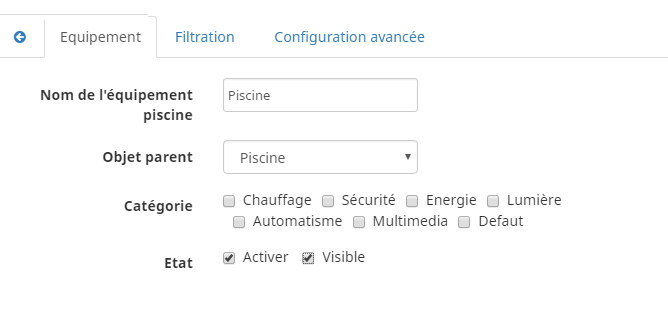 Equipement Filtration Configuration avancée
Nom de l'équipement piscine Piscine
Objet parent Piscine
Catégorie Chauffage Sécurité Energie Lumière
Automatisme Multimedia Defaut
Etat Activer Visible